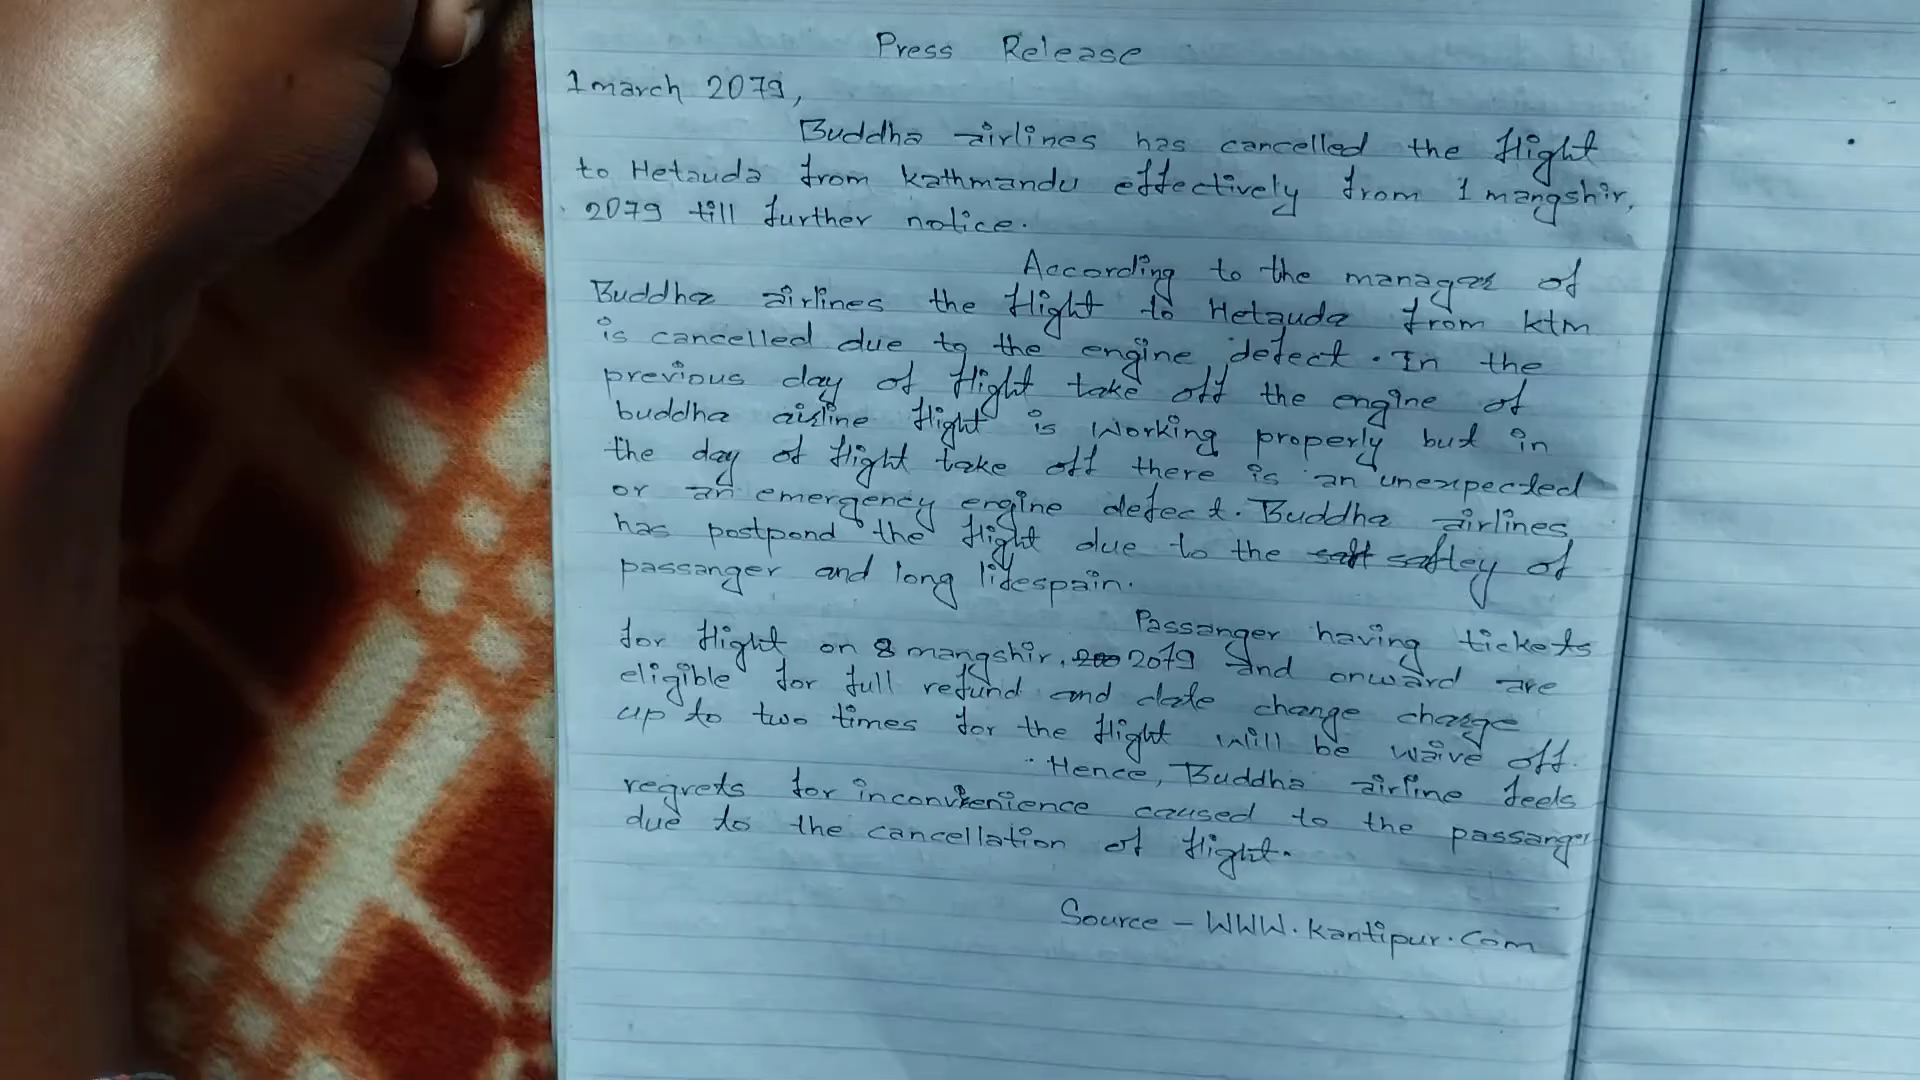 Press Release
1 march 2079,
Buddha airlines has cancelled the flight
to Hetauda from kathmandu effectively from 1 mangshir,
2079 till further notice.
According to the manager of
Buddha airlines the flight to Hetauda from ktm
is cancelled due to the engine defect. In the
previous day of flight take off the engine of
buddha airline flight is working properly but in
the day of flight take off there is an unexpected
or an emergency engine defect. Buddha airlines
has postpond the flight due to the saftey of
passanger and long lifespain.
Passanger having tickets
for flight on 8 mangshir, 2079 and onward are
eligible for full refund and date change charge
up to two times for the flight will be waive off.
Hence, Buddha airline feels
regrets for inconvienience caused to the passanger
due to the cancellation of flight.
Source - WWW.kantipur.com